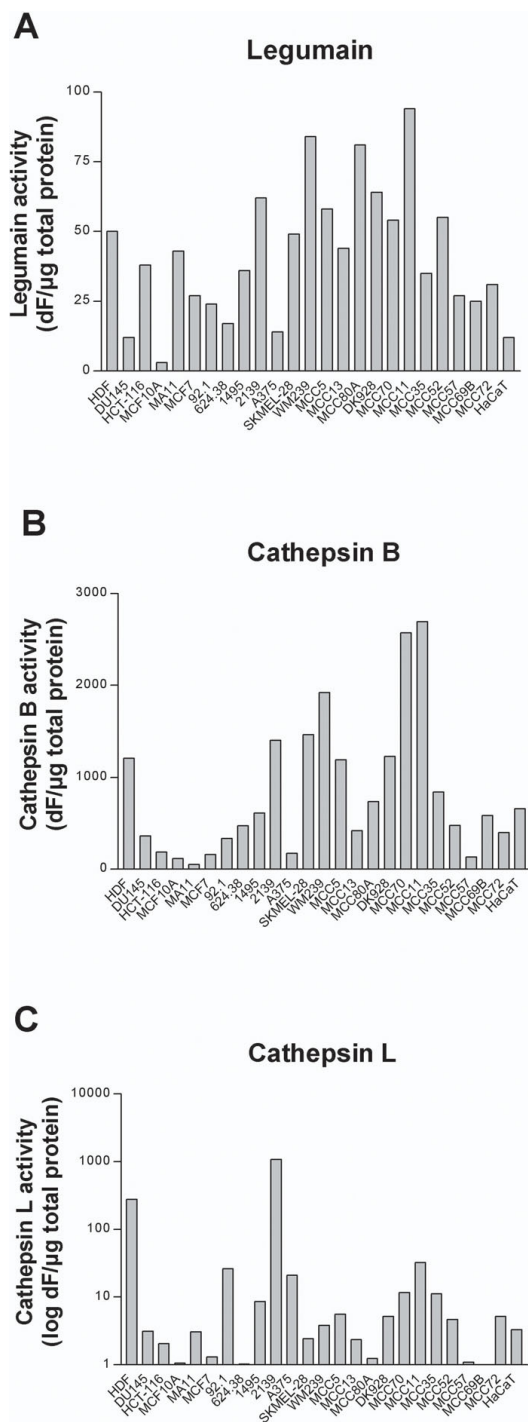 A
Legumain
Legumain activity
(dF/µg total protein)
100
75
50
25
0
HDF
DU145
HCT-116
MCF10A
MA11
MCF7
92.1
624.38
1495
2139
A375
SKMEL-28
WM239
MCC5
MCC13
MCC80A
DK928
MCC70
MCC11
MCC35
MCC52
MCC57
MCC69B
MCC72
HaCaT
B
Cathepsin B
Cathepsin B activity
(dF/µg total protein)
3000
2000
1000
0
HDF
DU145
HCT-116
MCF10A
MA11
MCF7
92.1
624.38
1495
2139
A375
SKMEL-28
WM239
MCC5
MCC13
MCC80A
DK928
MCC70
MCC11
MCC35
MCC52
MCC57
MCC69B
MCC72
HaCaT
C
Cathepsin L
Cathepsin L activity
(log dF/µg total protein)
10000
1000
100
10
1
HDF
DU145
HCT-116
MCF10A
MA11
MCF7
92.1
624.38
1495
2139
A375
SKMEL-28
WM239
MCC5
MCC13
MCC80A
DK928
MCC70
MCC11
MCC35
MCC52
MCC57
MCC69B
MCC72
HaCaT